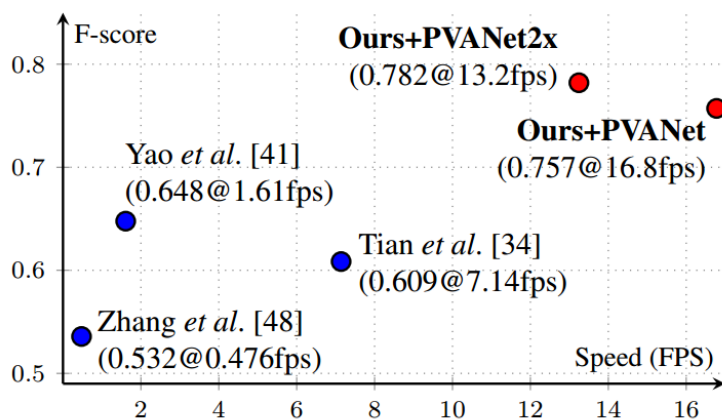 F-score
Ours+PVANet2x
(0.782@13.2fps)
0.8
Ours+PVANet
(0.757@16.8fps)
Yao et al. [41]
(0.648@1.61fps)
0.7
Tian et al. [34]
(0.609@7.14fps)
0.6
Zhang et al. [48]
(0.532@0.476fps)
Speed (FPS)
0.5
2 4 6 8 10 12 14 16